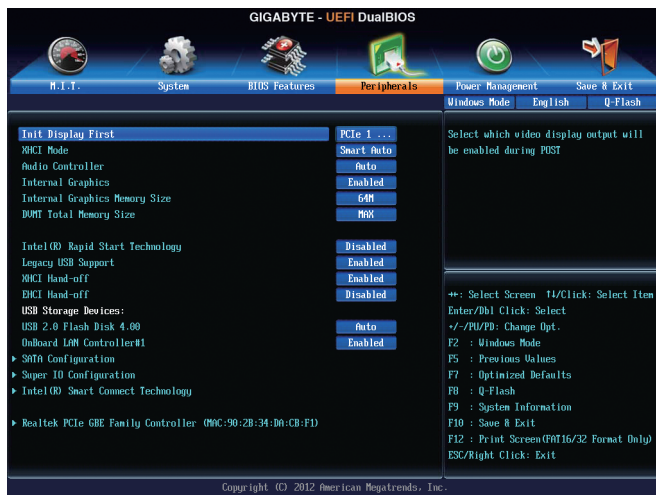 GIGABYTE - UEFI DualBIOS
M.I.T. System BIOS Features Peripherals Power Management Save & Exit
Windows Mode English Q-Flash
Init Display First PCIe 1 ...
XHCI Mode Smart Auto
Audio Controller Auto
Internal Graphics Enabled
Internal Graphics Memory Size 64M
DVMT Total Memory Size MAX
Intel(R) Rapid Start Technology Disabled
Legacy USB Support Enabled
XHCI Hand-off Enabled
EHCI Hand-off Disabled
USB Storage Devices:
USB 2.0 Flash Disk 4.00 Auto
OnBoard LAN Controller#1 Enabled
SATA Configuration
Super IO Configuration
Intel(R) Smart Connect Technology
Realtek PCIe GBE Family Controller (MAC:90:2B:34:DA:CB:F1)
Select which video display output will
be enabled during POST
→←: Select Screen ↑↓/Click: Select Item
Enter/Dbl Click: Select
+/-/PU/PD: Change Opt.
F2 : Windows Mode
F5 : Previous Values
F7 : Optimized Defaults
F8 : Q-Flash
F9 : System Information
F10 : Save & Exit
F12 : Print Screen(FAT16/32 Format Only)
ESC/Right Click: Exit
Copyright (C) 2012 American Megatrends, Inc.